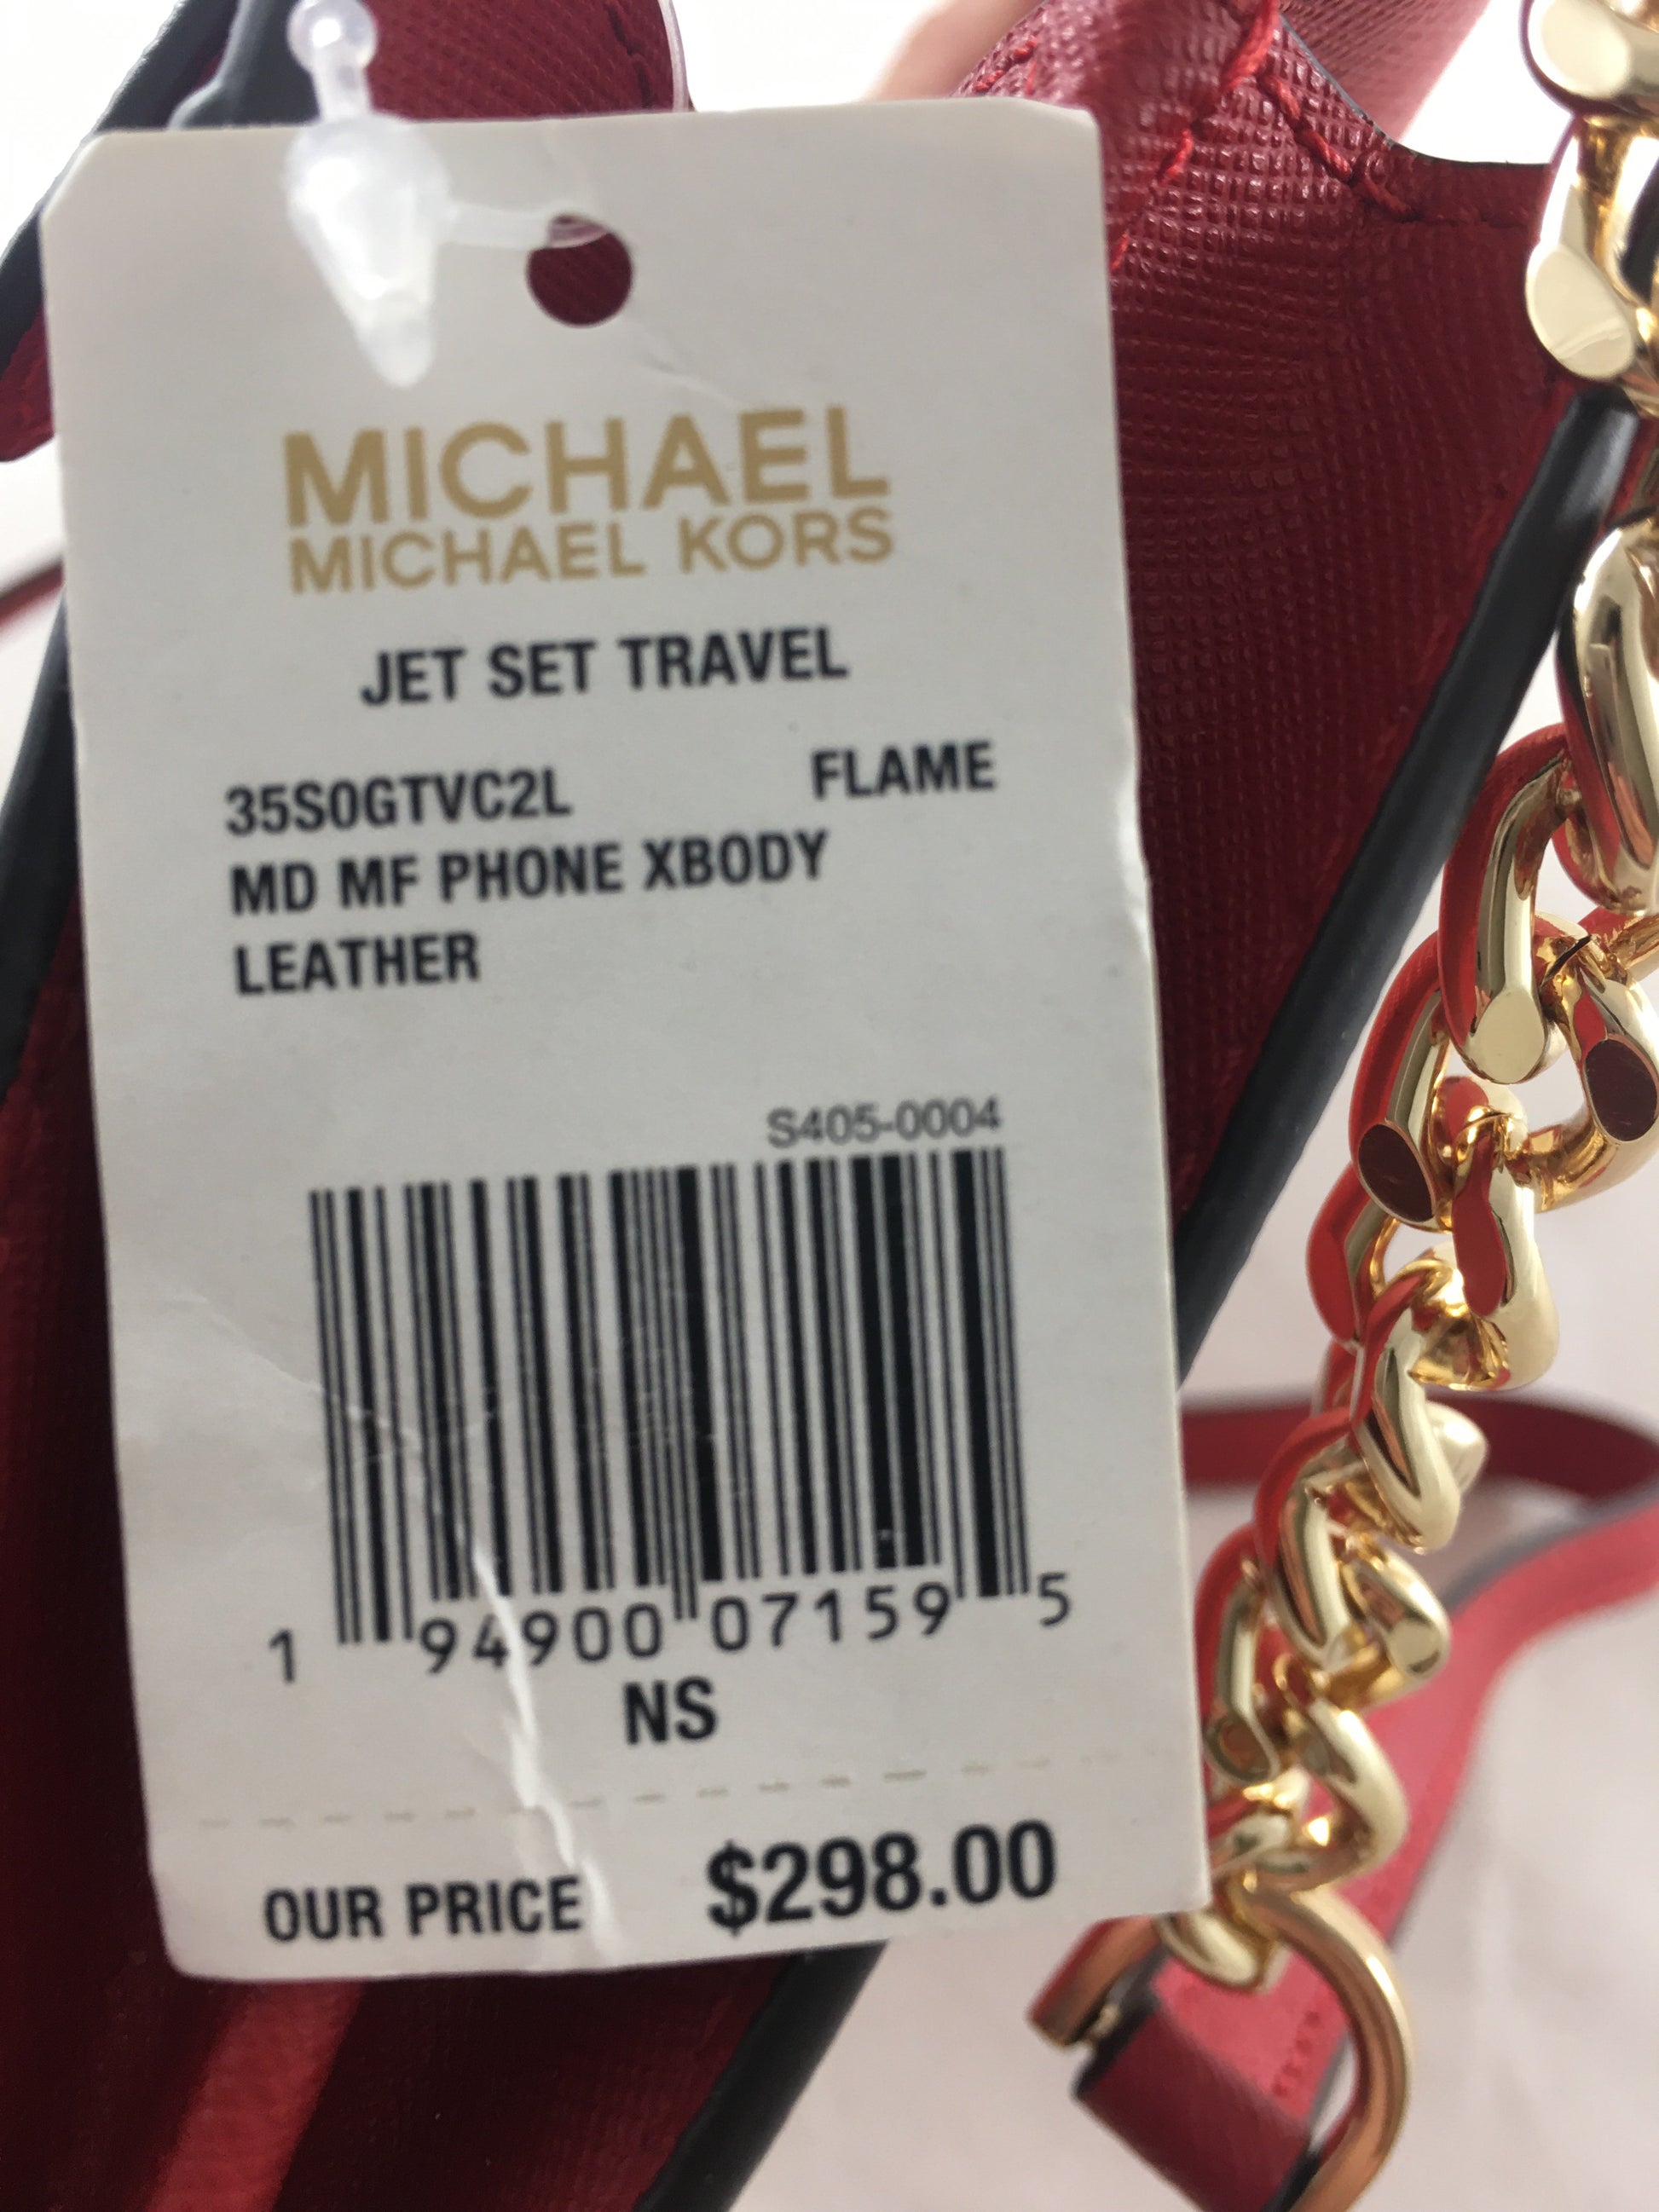 MICHAEL
MICHAEL KORS
JET SET TRAVEL
35S0GTVC2L FLAME
MD MF PHONE XBODY
LEATHER
S405-0004
1 94900 07159 5
NS
OUR PRICE $298.00